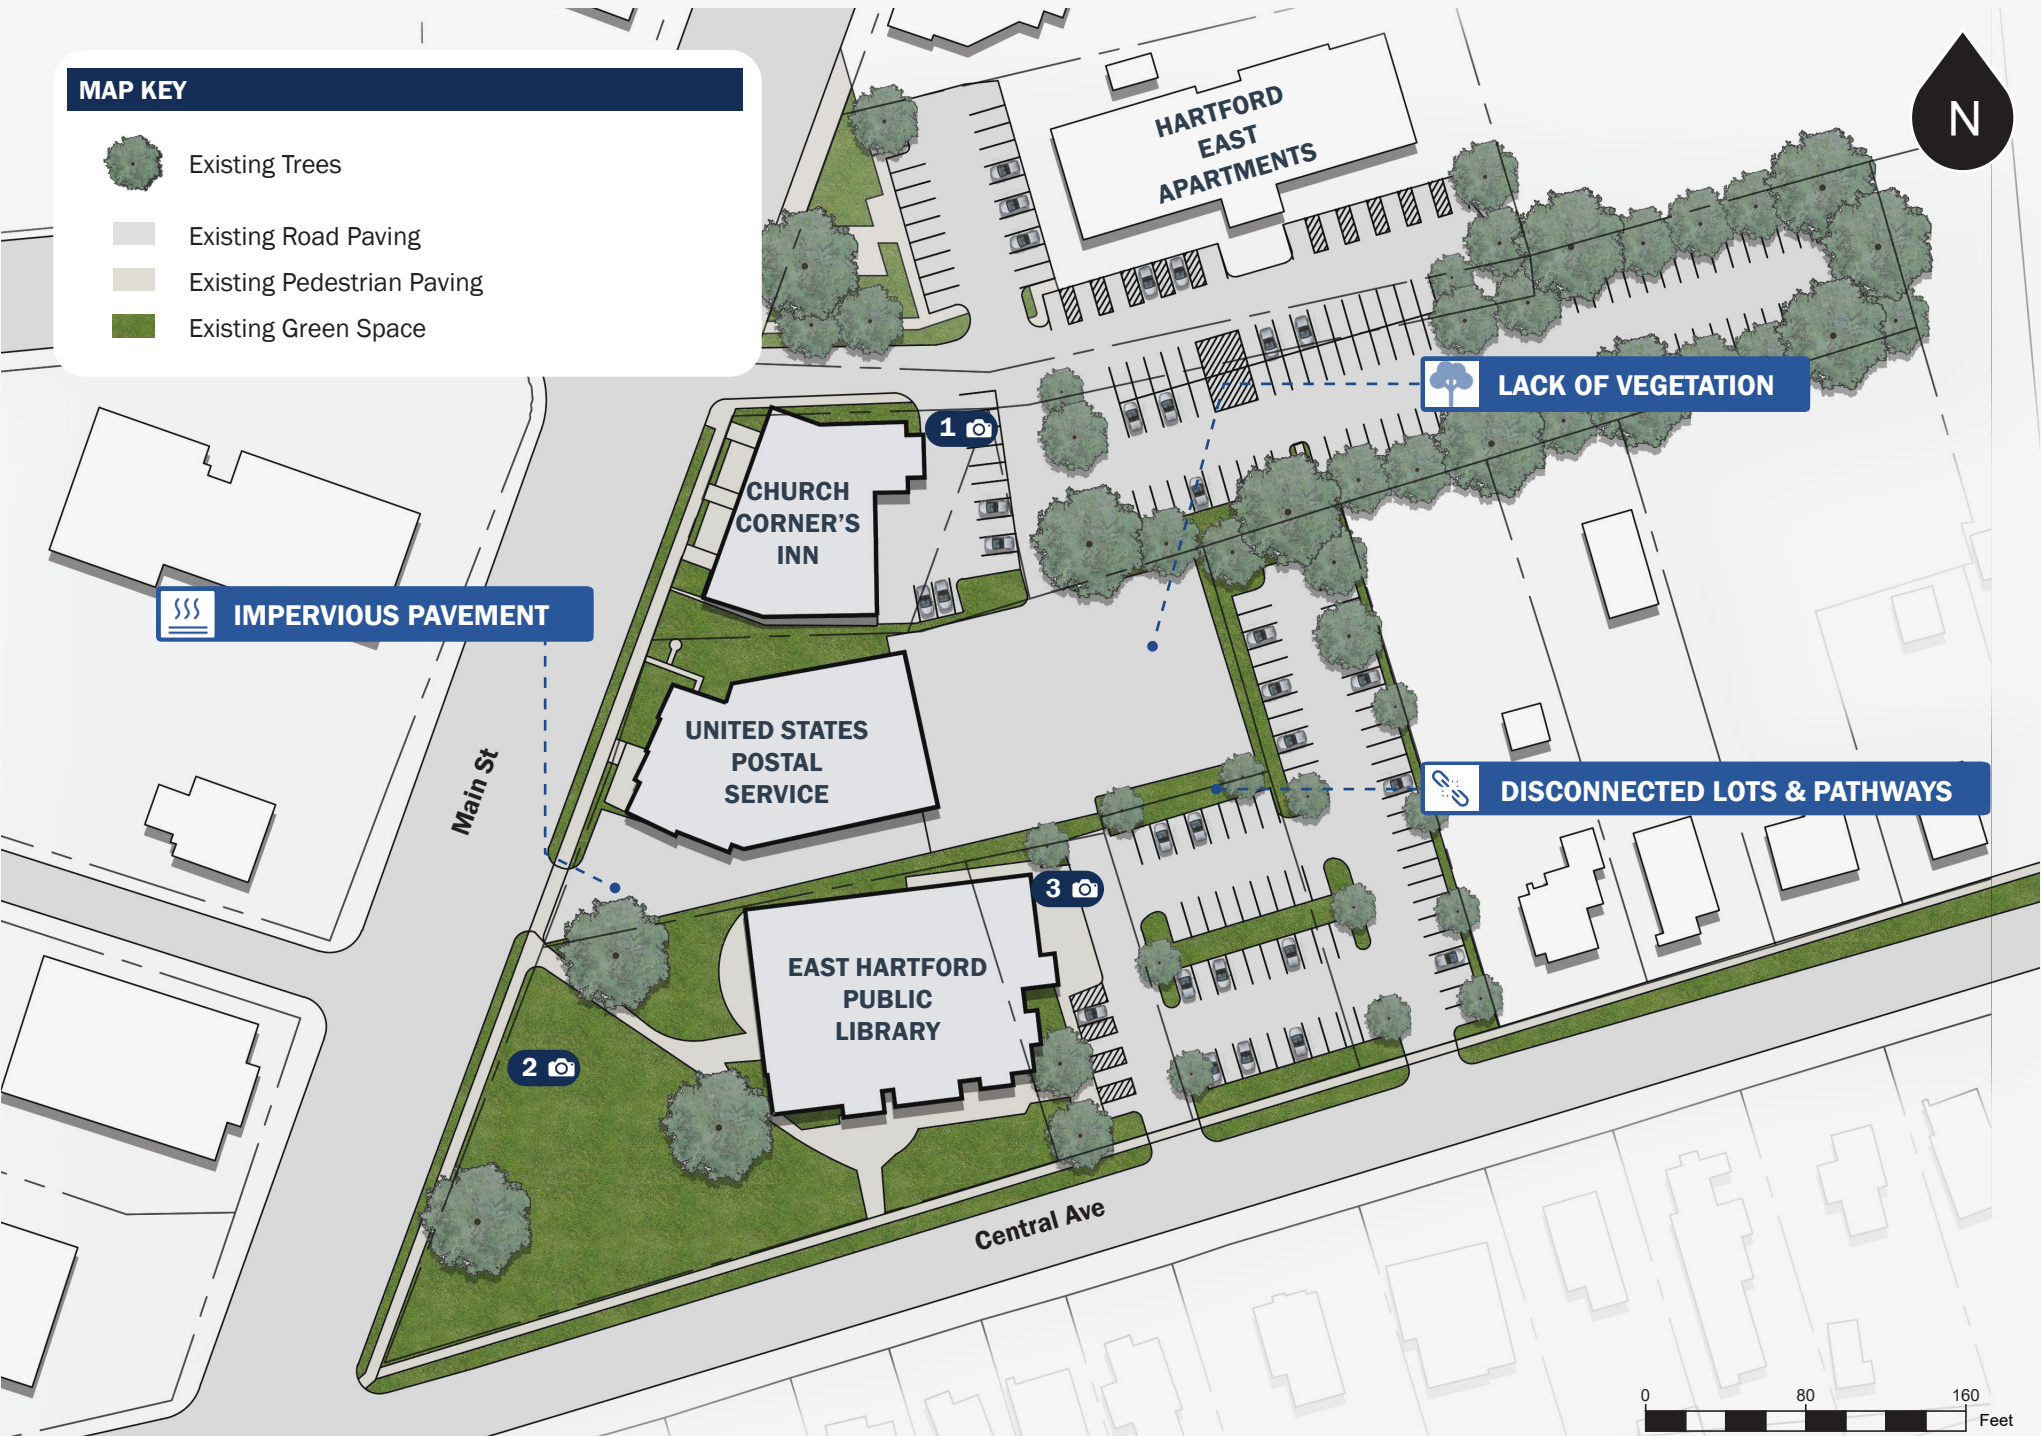 MAP KEY
Existing Trees
Existing Road Paving
Existing Pedestrian Paving
Existing Green Space
N
HARTFORD
EAST
APARTMENTS
LACK OF VEGETATION
1
CHURCH
CORNER'S
INN
IMPERVIOUS PAVEMENT
UNITED STATES
POSTAL
SERVICE
Main St
DISCONNECTED LOTS & PATHWAYS
3
EAST HARTFORD
PUBLIC
LIBRARY
2
Central Ave
0 80 160
Feet